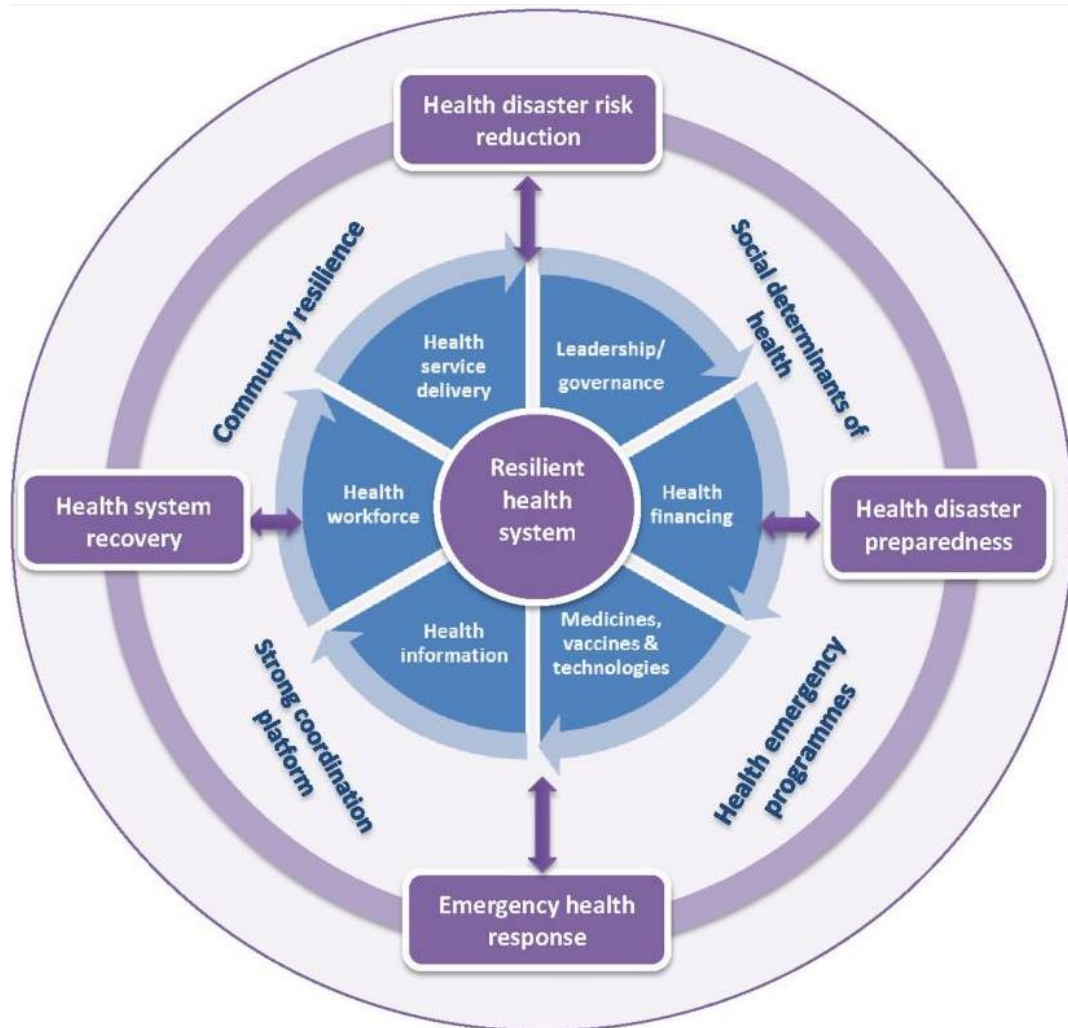 Health disaster risk
reduction
Community resilience
Social determinants of
health
Health
service
delivery
Leadership/
governance
Resilient
health
system
Health
workforce
Health
financing
Health system
recovery
Health disaster
preparedness
Health
information
Medicines,
vaccines &
technologies
Strong coordination
platform
Health emergency
programmes
Emergency health
response